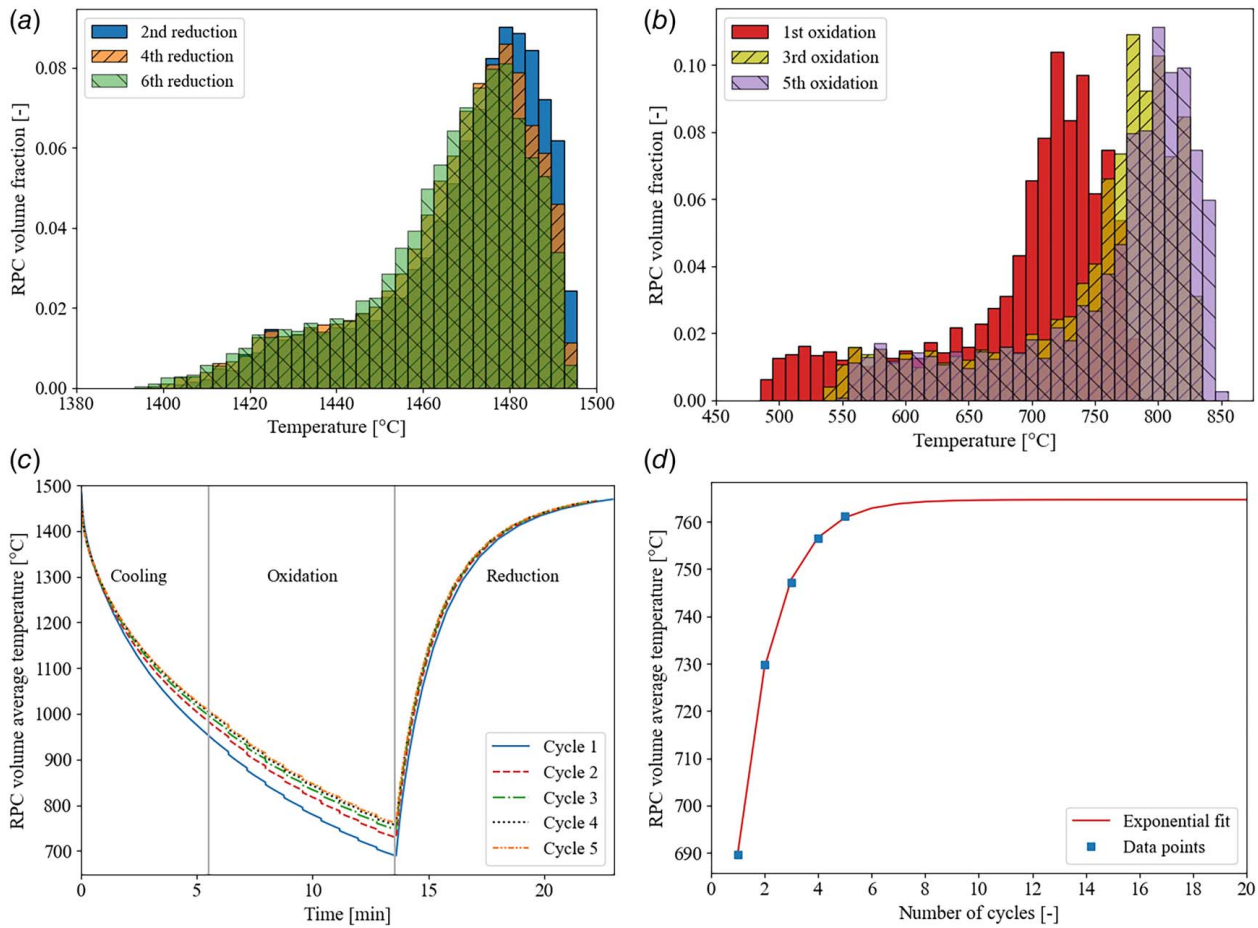 (a)
2nd reduction
4th reduction
6th reduction
RPC volume fraction [-]
0.08
0.06
0.04
0.02
0.00
1380 1400 1420 1440 1460 1480 1500
Temperature [°C]
(b)
1st oxidation
3rd oxidation
5th oxidation
RPC volume fraction [-]
0.10
0.08
0.06
0.04
0.02
0.00
450 500 550 600 650 700 750 800 850
Temperature [°C]
(c)
RPC volume average temperature [°C]
1500
1400
1300
1200
1100
1000
900
800
700
Cooling Oxidation Reduction
Cycle 1
Cycle 2
Cycle 3
Cycle 4
Cycle 5
0 5 10 15 20
Time [min]
(d)
RPC volume average temperature [°C]
760
750
740
730
720
710
700
690
Exponential fit
Data points
0 2 4 6 8 10 12 14 16 18 20
Number of cycles [-]